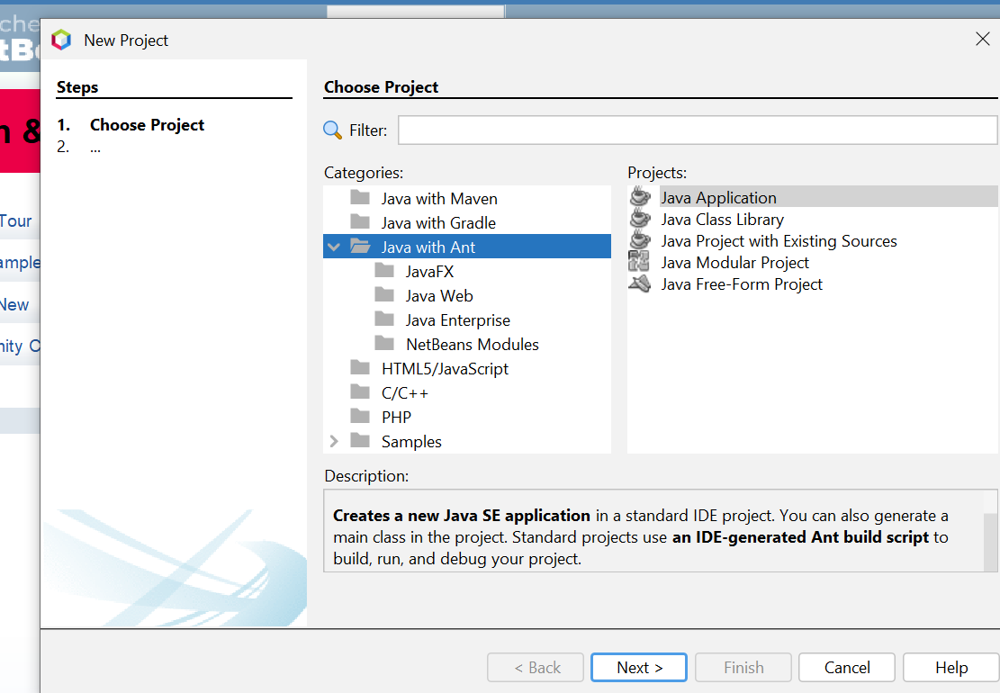 New Project
Steps
1. Choose Project
2. ...
Choose Project
Filter:
Categories:
Java with Maven
Java with Gradle
Java with Ant
JavaFX
Java Web
Java Enterprise
NetBeans Modules
HTML5/JavaScript
C/C++
PHP
Samples
Projects:
Java Application
Java Class Library
Java Project with Existing Sources
Java Modular Project
Java Free-Form Project
Description:
Creates a new Java SE application in a standard IDE project. You can also generate a
main class in the project. Standard projects use an IDE-generated Ant build script to
build, run, and debug your project.
< Back
Next >
Finish
Cancel
Help
&
Tour
New